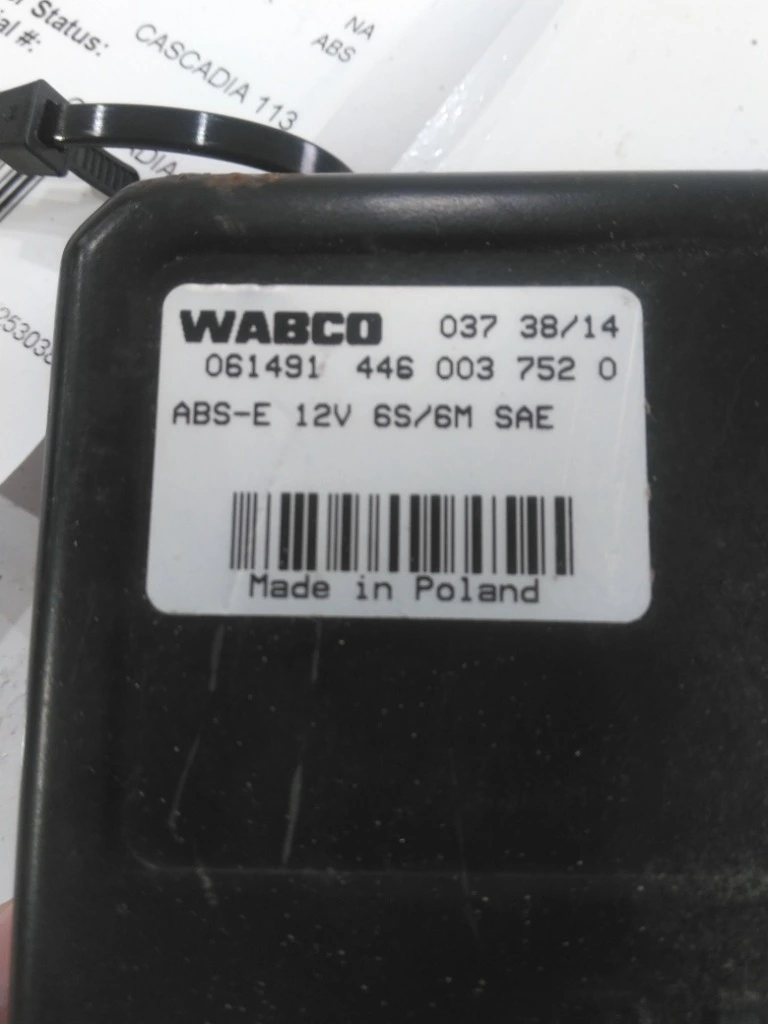 NA
ABS
Status:
CASCADIA 113
al #:
WABCO 037 38/14
061491 446 003 752 0
ABS-E 12V 6S/6M SAE
Made in Poland